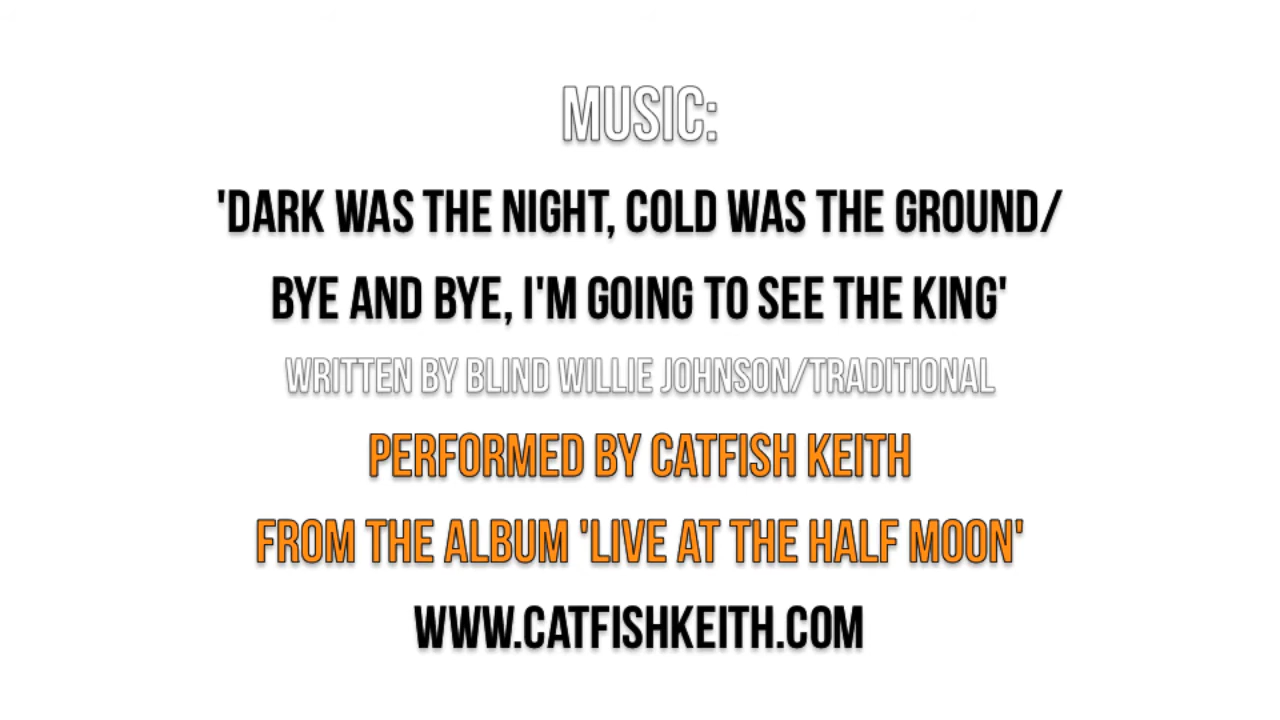 MUSIC:
'DARK WAS THE NIGHT, COLD WAS THE GROUND/
BYE AND BYE, I'M GOING TO SEE THE KING'
WRITTEN BY BLIND WILLIE JOHNSON/TRADITIONAL
PERFORMED BY CATFISH KEITH
FROM THE ALBUM 'LIVE AT THE HALF MOON'
WWW.CATFISHKEITH.COM